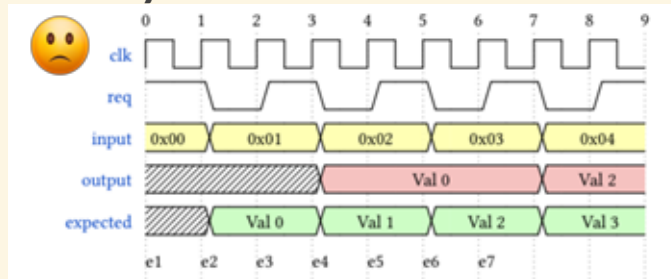 0 1 2 3 4 5 6 7 8 9
clk
req
input 0x00 0x01 0x02 0x03 0x04
output Val 0 Val 2
expected Val 0 Val 1 Val 2 Val 3
e1 e2 e3 e4 e5 e6 e7